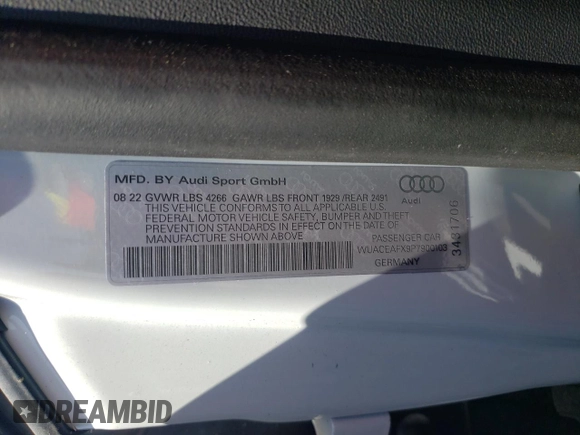 MFD. BY Audi Sport GmbH
08 22 GVWR LBS 4266 GAWR LBS FRONT 1929 /REAR 2491
THIS VEHICLE CONFORMS TO ALL APPLICABLE U.S.
FEDERAL MOTOR VEHICLE SAFETY, BUMPER AND THEFT
PREVENTION STANDARDS IN EFFECT ON THE DATE OF
MANUFACTURE SHOWN ABOVE.
PASSENGER CAR
WUACEAFX9P7900103
GERMANY
Audi
3431706
DREAMBID